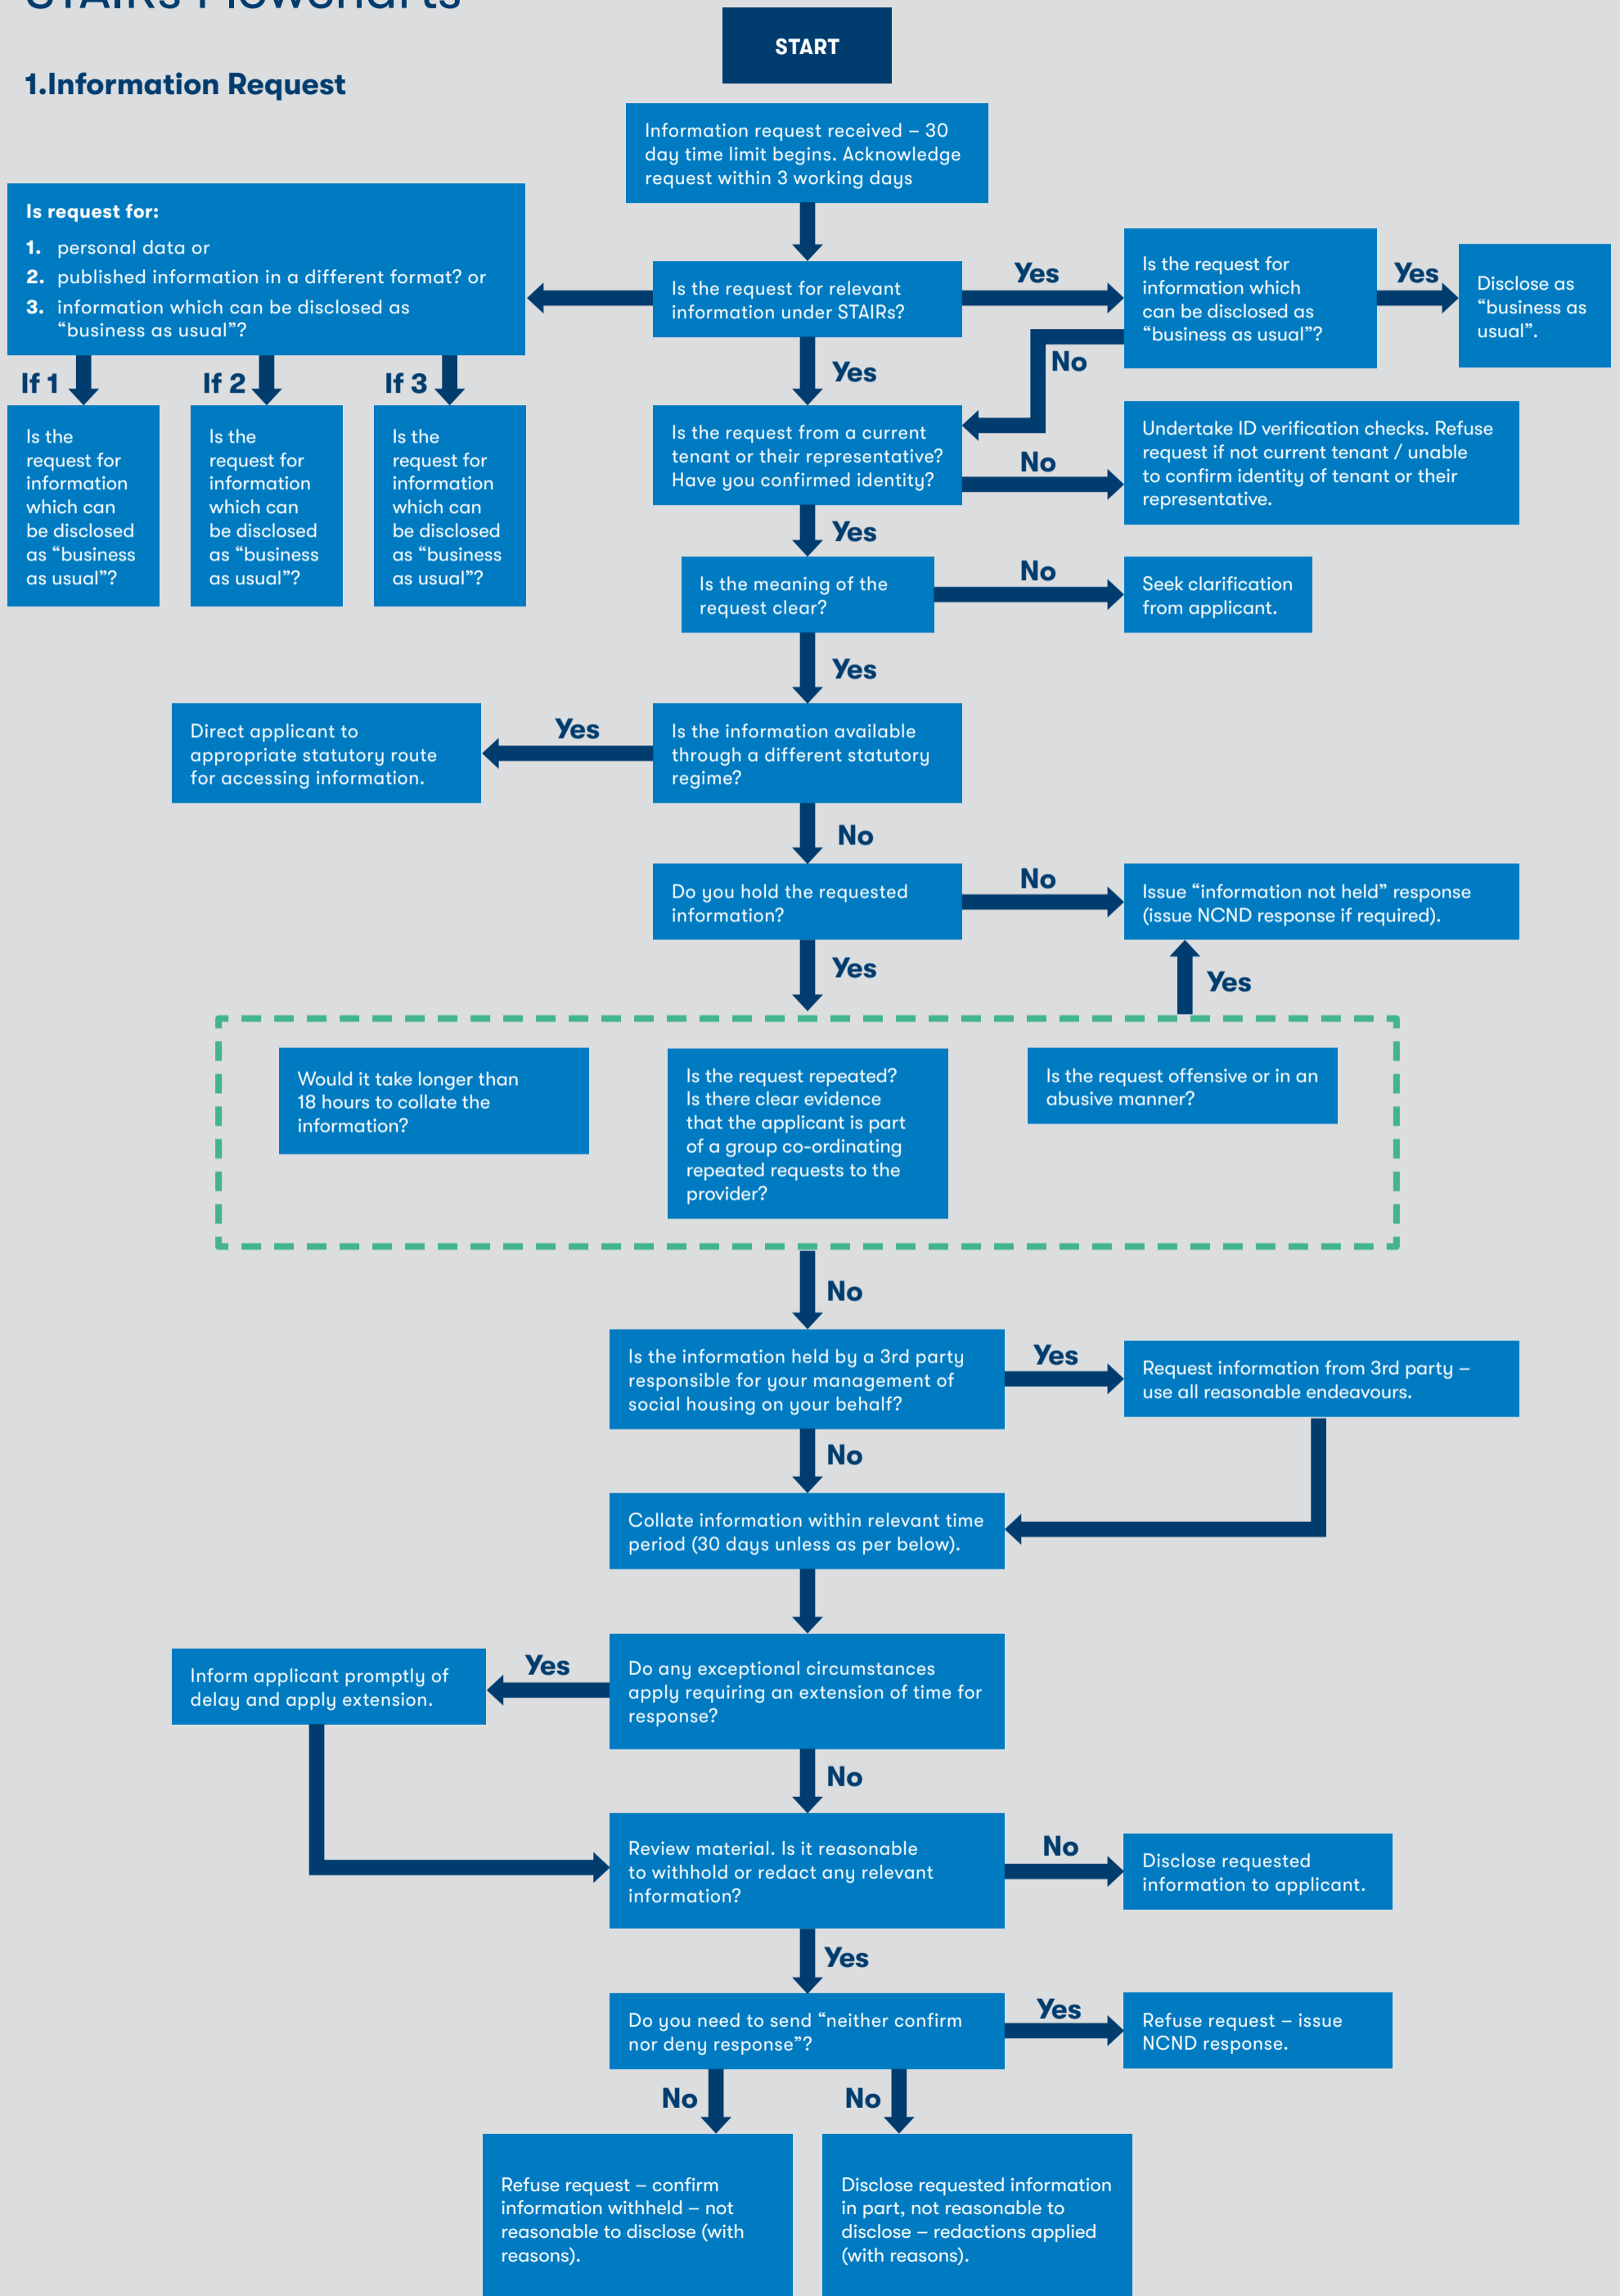 STAIRs Flowcharts
START
1.Information Request
Information request received – 30
day time limit begins. Acknowledge
request within 3 working days
Is request for:
1. personal data or
2. published information in a different format? or
3. information which can be disclosed as
“business as usual”?
Is the request for relevant
information under STAIRs?
Yes
Is the request for
information which
can be disclosed as
“business as usual”?
Yes
Disclose as
“business as
usual”.
If 1
If 2
If 3
Yes
No
Is the
request for
information
which can
be disclosed
as “business
as usual”?
Is the
request for
information
which can
be disclosed
as “business
as usual”?
Is the
request for
information
which can
be disclosed
as “business
as usual”?
Is the request from a current
tenant or their representative?
Have you confirmed identity?
No
Undertake ID verification checks. Refuse
request if not current tenant / unable
to confirm identity of tenant or their
representative.
Yes
Is the meaning of the
request clear?
No
Seek clarification
from applicant.
Yes
Direct applicant to
appropriate statutory route
for accessing information.
Yes
Is the information available
through a different statutory
regime?
No
Do you hold the requested
information?
No
Issue “information not held” response
(issue NCND response if required).
Yes
Yes
Would it take longer than
18 hours to collate the
information?
Is the request repeated?
Is there clear evidence
that the applicant is part
of a group co-ordinating
repeated requests to the
provider?
Is the request offensive or in an
abusive manner?
No
Is the information held by a 3rd party
responsible for your management of
social housing on your behalf?
Yes
Request information from 3rd party –
use all reasonable endeavours.
No
Collate information within relevant time
period (30 days unless as per below).
Inform applicant promptly of
delay and apply extension.
Yes
Do any exceptional circumstances
apply requiring an extension of time for
response?
No
Review material. Is it reasonable
to withhold or redact any relevant
information?
No
Disclose requested
information to applicant.
Yes
Do you need to send “neither confirm
nor deny response”?
Yes
Refuse request – issue
NCND response.
No
No
Refuse request – confirm
information withheld – not
reasonable to disclose (with
reasons).
Disclose requested information
in part, not reasonable to
disclose – redactions applied
(with reasons).